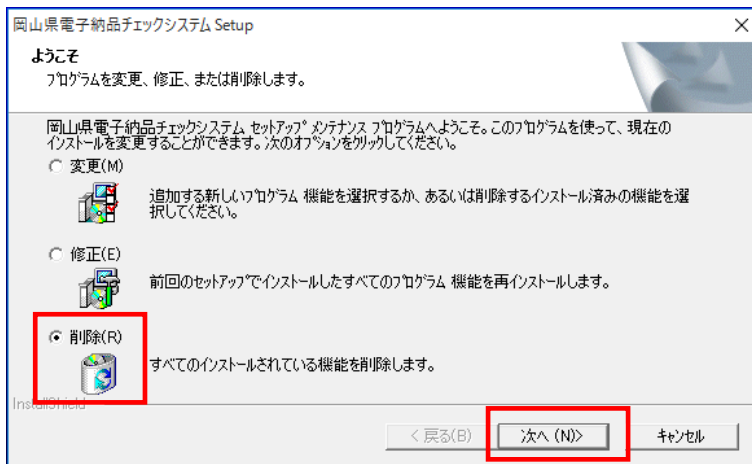 岡山県電子納品チェックシステム Setup
ようこそ
プログラムを変更、修正、または削除します。
岡山県電子納品チェックシステム セットアップ メンテナンス プログラムへようこそ。このプログラムを使って、現在の
インストールを変更することができます。次のオプションをクリックしてください。
変更(M)
追加する新しいプログラム 機能を選択するか、あるいは削除するインストール済みの機能を選
択してください。
修正(E)
前回のセットアップでインストールしたすべてのプログラム 機能を再インストールします。
削除(R)
すべてのインストールされている機能を削除します。
InstallShield
< 戻る(B)
次へ (N)>
キャンセル